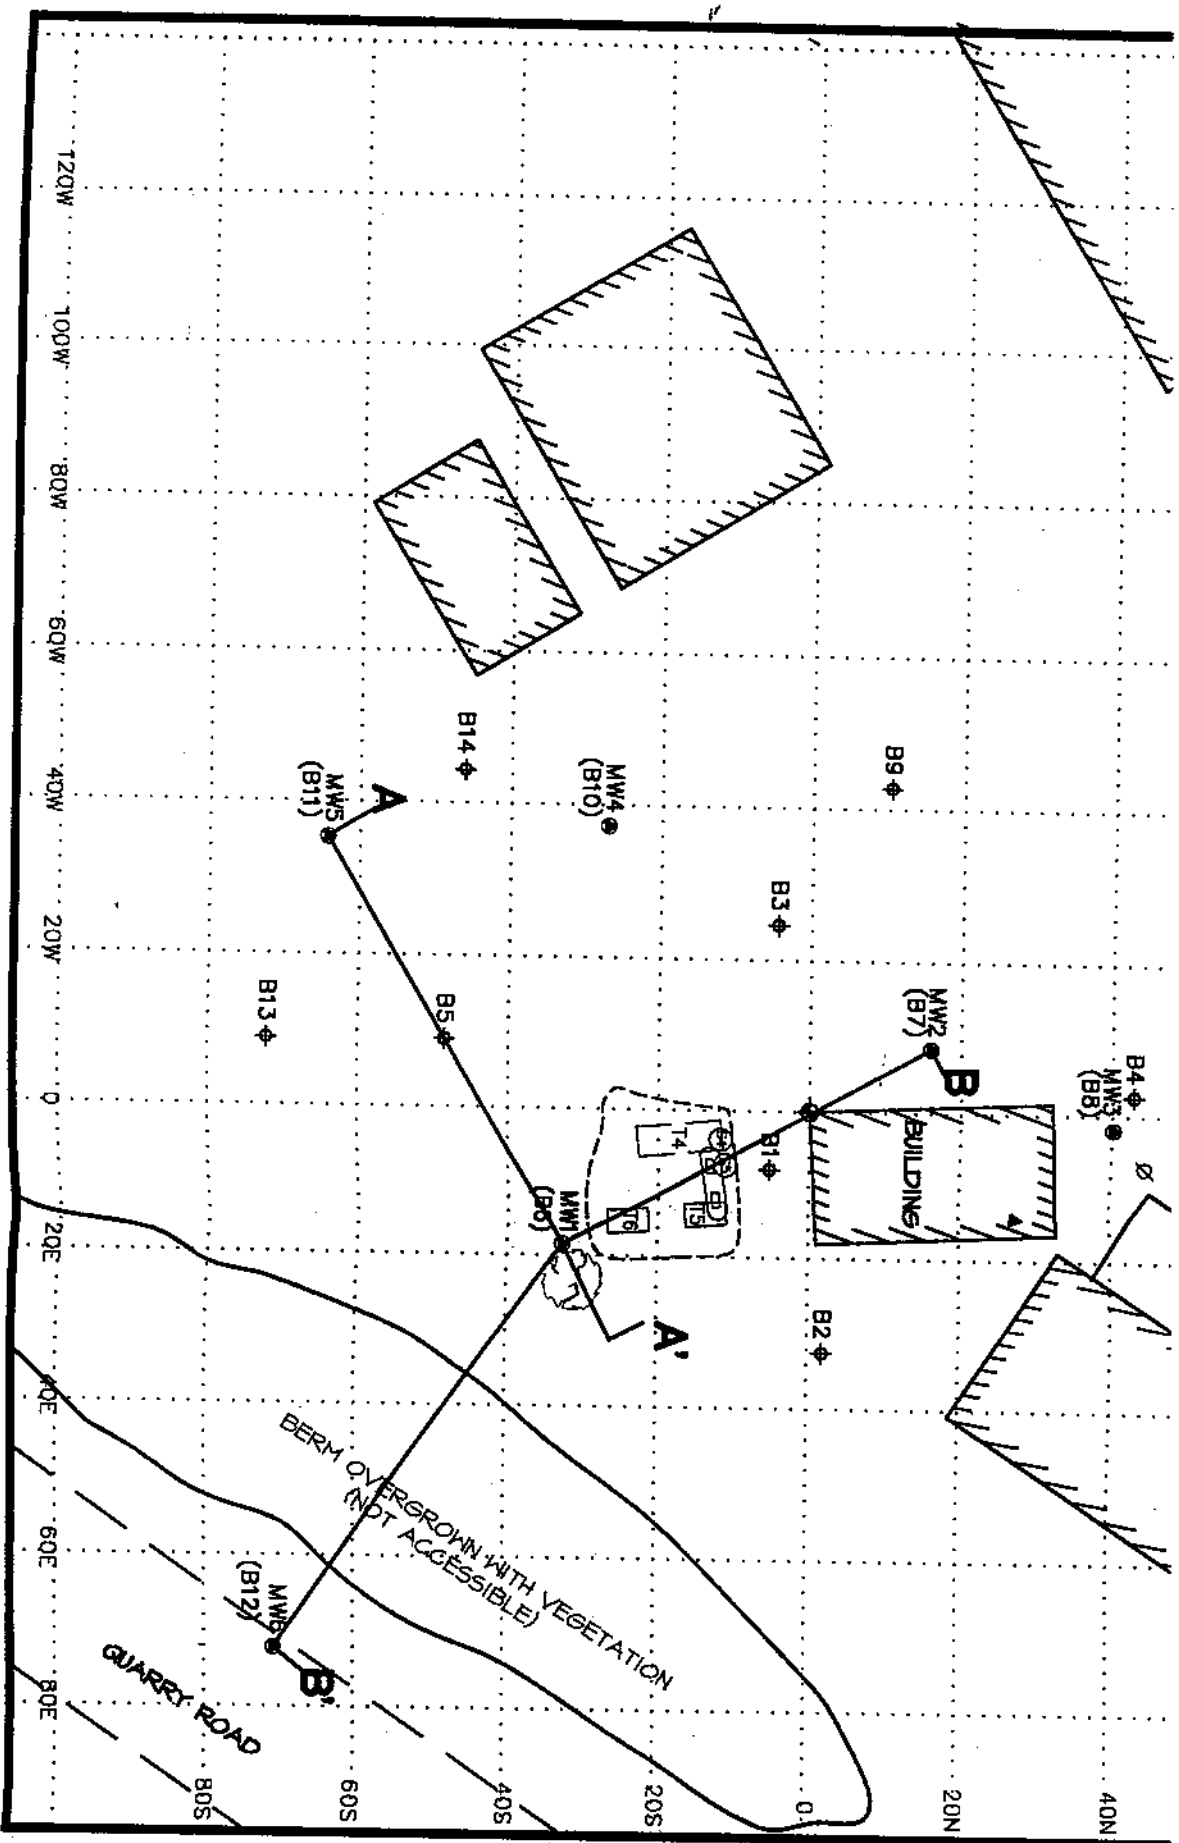 120W
100W
80W
60W
40W
20W
0
20E
40E
60E
80E
40N
20N
0
20S
40S
60S
80S
B4
MW3
(B8)
B9
MW2
(B7)
B
BUILDING
B3
B1
B2
MW4
(B10)
T4
T5
T6
A'
MW1
(B6)
B14
B5
A
MW5
(B11)
B13
BERM OVERGROWN WITH VEGETATION
(NOT ACCESSIBLE)
MW6
(B12)
B'
QUARRY ROAD